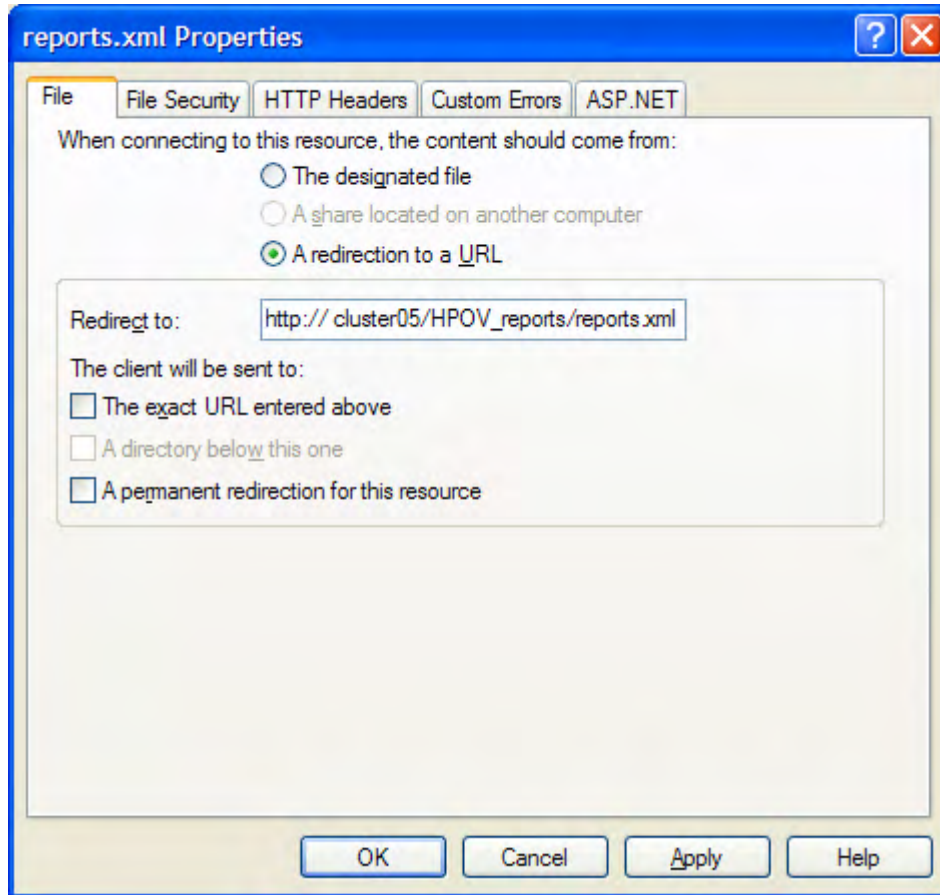 reports.xml Properties ?
File File Security HTTP Headers Custom Errors ASP.NET
When connecting to this resource, the content should come from:
The designated file
A share located on another computer
A redirection to a URL
Redirect to: http:// cluster05/HPOV_reports/reports.xml
The client will be sent to:
The exact URL entered above
A directory below this one
A permanent redirection for this resource
OK Cancel Apply Help